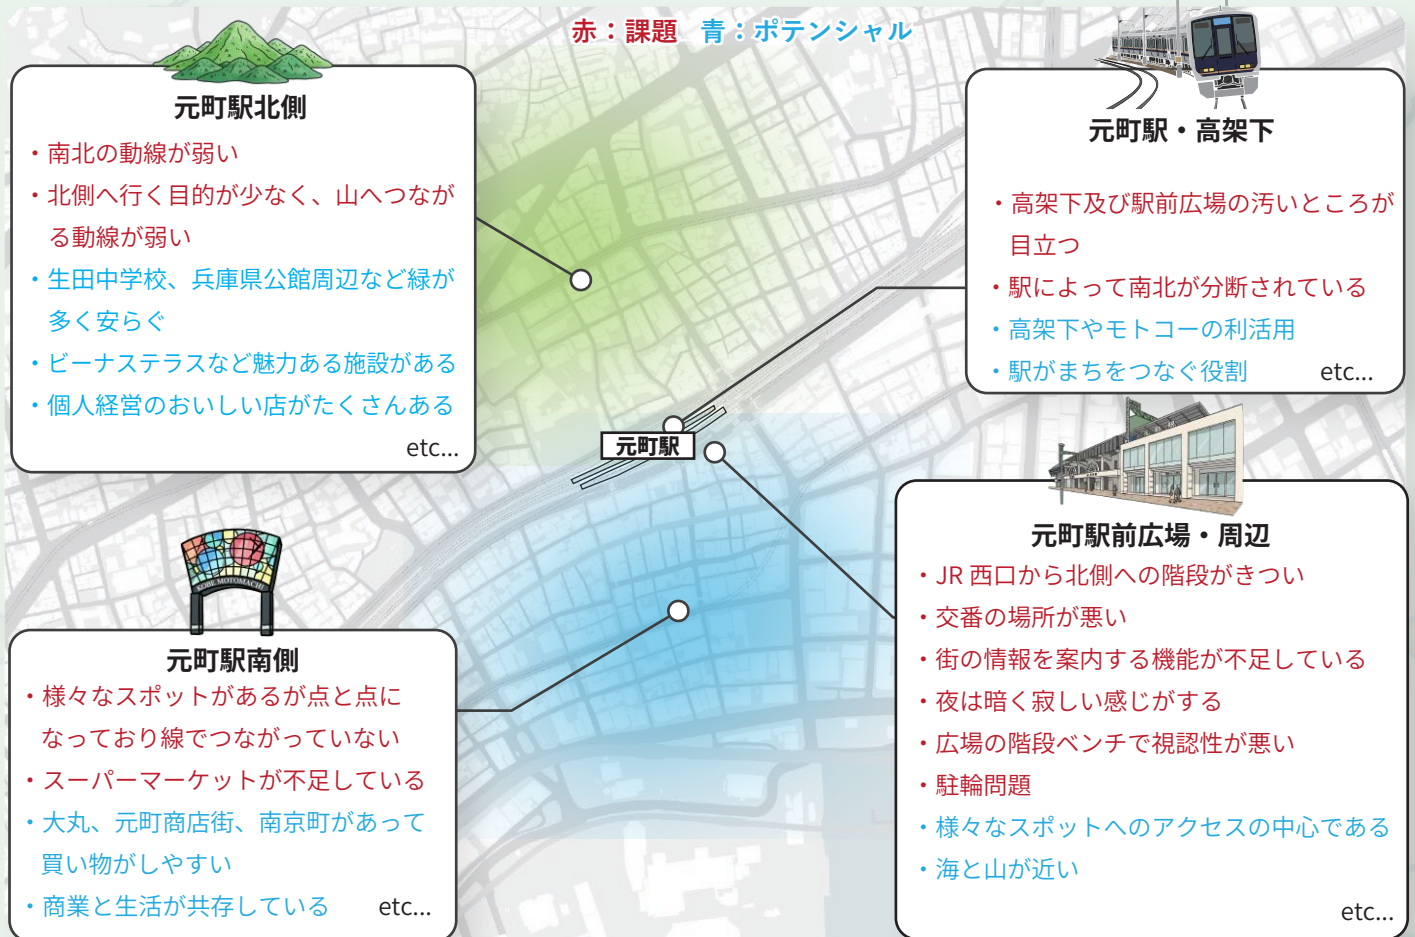 赤：課題　青：ポテンシャル
元町駅北側
・南北の動線が弱い
・北側へ行く目的が少なく、山へつなが
る動線が弱い
・生田中学校、兵庫県公館周辺など緑が
多く安らぐ
・ビーナステラスなど魅力ある施設がある
・個人経営のおいしい店がたくさんある
etc...
元町駅・高架下
・高架下及び駅前広場の汚いところが
目立つ
・駅によって南北が分断されている
・高架下やモトコーの利活用
・駅がまちをつなぐ役割　etc...
元町駅
KOBE MOTOMACHI
元町駅南側
・様々なスポットがあるが点と点に
なっており線でつながっていない
・スーパーマーケットが不足している
・大丸、元町商店街、南京町があって
買い物がしやすい
・商業と生活が共存している　etc...
元町駅前広場・周辺
・JR 西口から北側への階段がきつい
・交番の場所が悪い
・街の情報を案内する機能が不足している
・夜は暗く寂しい感じがする
・広場の階段ベンチで視認性が悪い
・駐輪問題
・様々なスポットへのアクセスの中心である
・海と山が近い
etc...